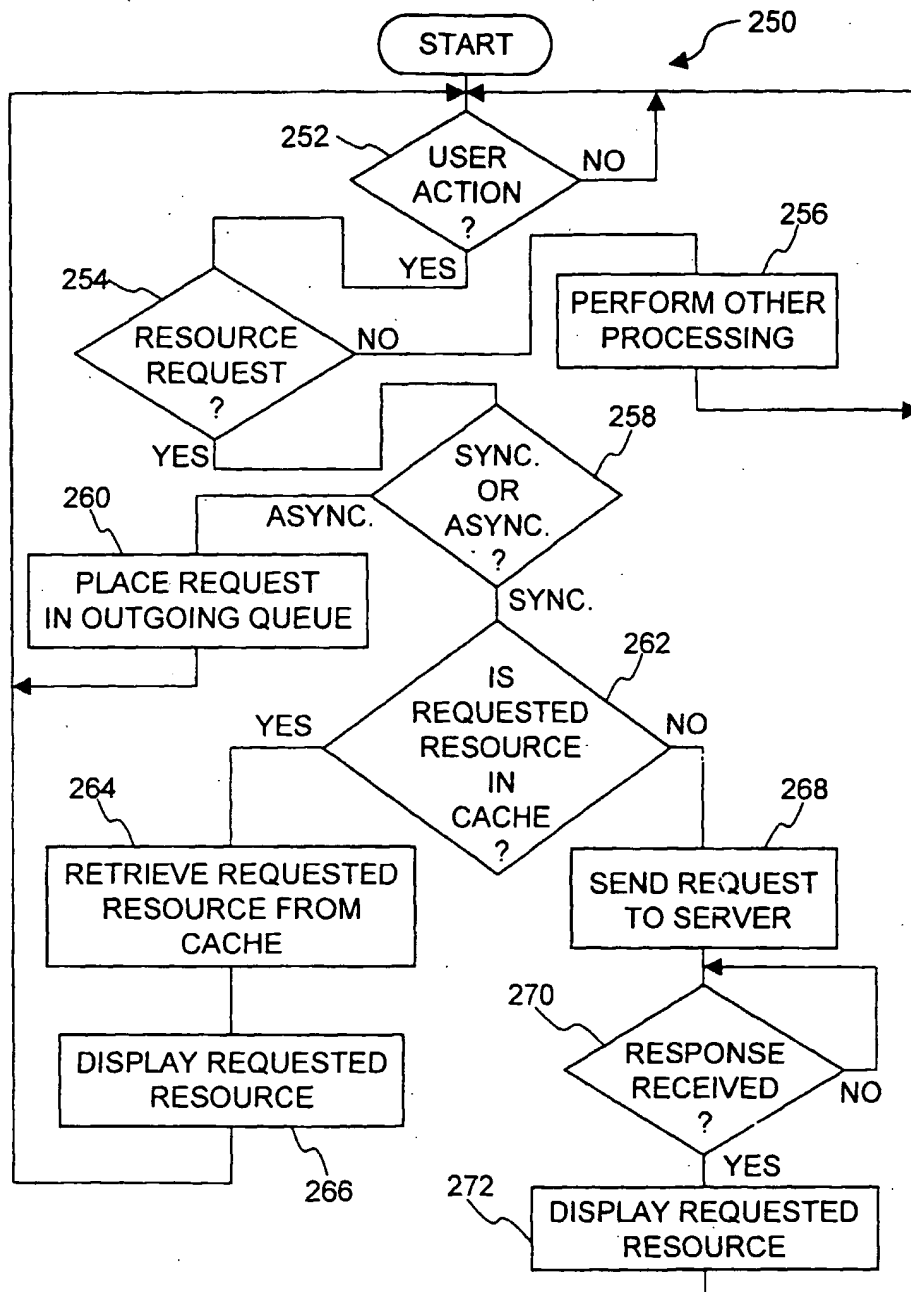 START
250
252
USER
ACTION
?
NO
YES
254
RESOURCE
REQUEST
?
NO
YES
256
PERFORM OTHER
PROCESSING
258
SYNC.
OR
ASYNC.
?
ASYNC.
SYNC.
260
PLACE REQUEST
IN OUTGOING QUEUE
262
IS
REQUESTED
RESOURCE
IN
CACHE
?
YES
NO
264
RETRIEVE REQUESTED
RESOURCE FROM
CACHE
268
SEND REQUEST
TO SERVER
270
RESPONSE
RECEIVED
?
NO
YES
DISPLAY REQUESTED
RESOURCE
266
272
DISPLAY REQUESTED
RESOURCE